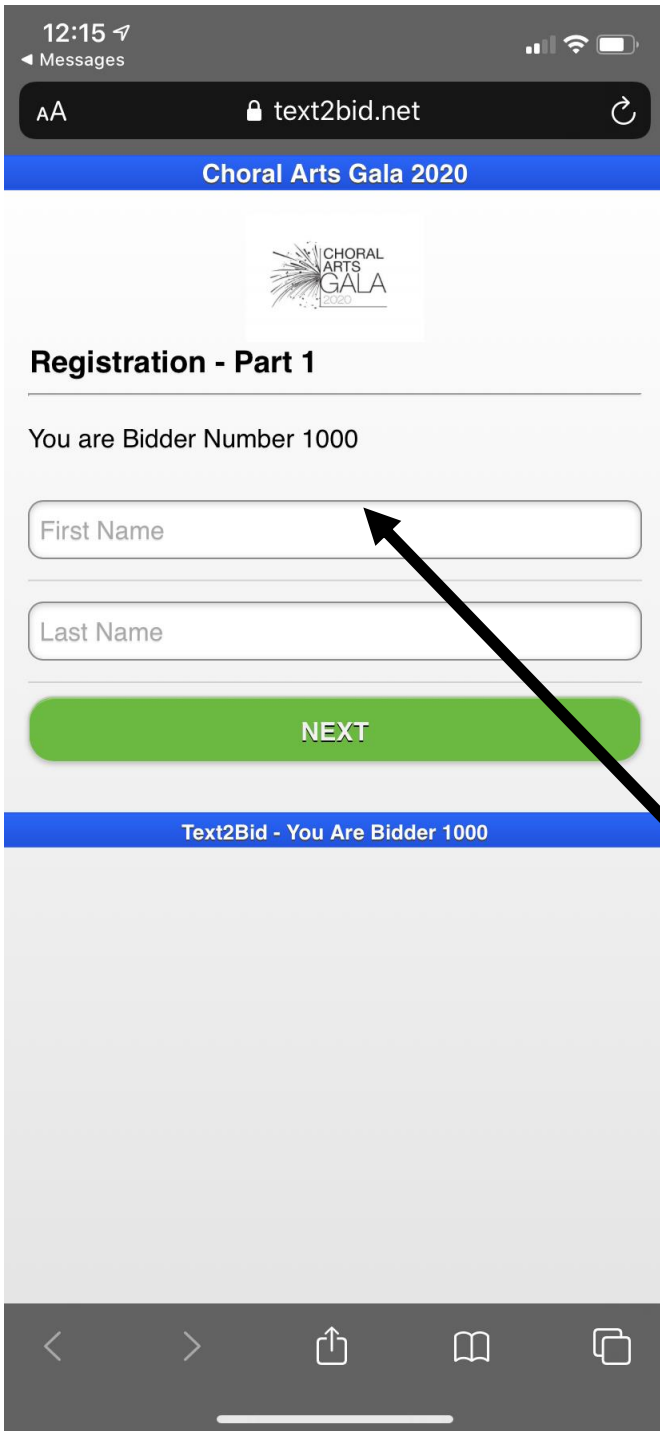 12:15
◀ Messages
AA text2bid.net
Choral Arts Gala 2020
CHORAL
ARTS
GALA
2020
Registration - Part 1
You are Bidder Number 1000
First Name
Last Name
NEXT
Text2Bid - You Are Bidder 1000